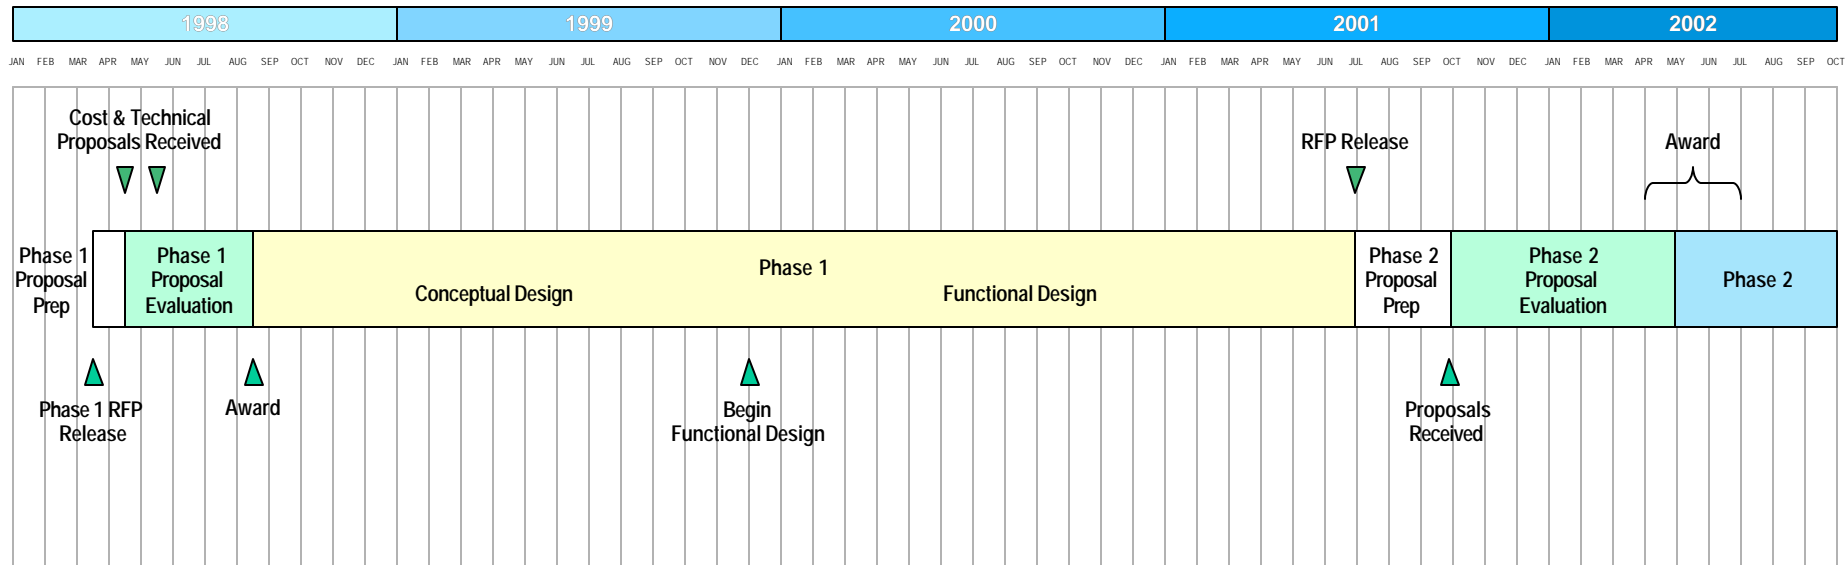 1998 1999 2000 2001 2002
JAN FEB MAR APR MAY JUN JUL AUG SEP OCT NOV DEC JAN FEB MAR APR MAY JUN JUL AUG SEP OCT NOV DEC JAN FEB MAR APR MAY JUN JUL AUG SEP OCT NOV DEC JAN FEB MAR APR MAY JUN JUL AUG SEP OCT NOV DEC JAN FEB MAR APR MAY JUN JUL AUG SEP OCT
Cost & Technical
Proposals Received
RFP Release
Award
Phase 1
Proposal
Prep
Phase 1
Proposal
Evaluation
Phase 1
Conceptual Design
Functional Design
Phase 2
Proposal
Prep
Phase 2
Proposal
Evaluation
Phase 2
Phase 1 RFP
Release
Award
Begin
Functional Design
Proposals
Received